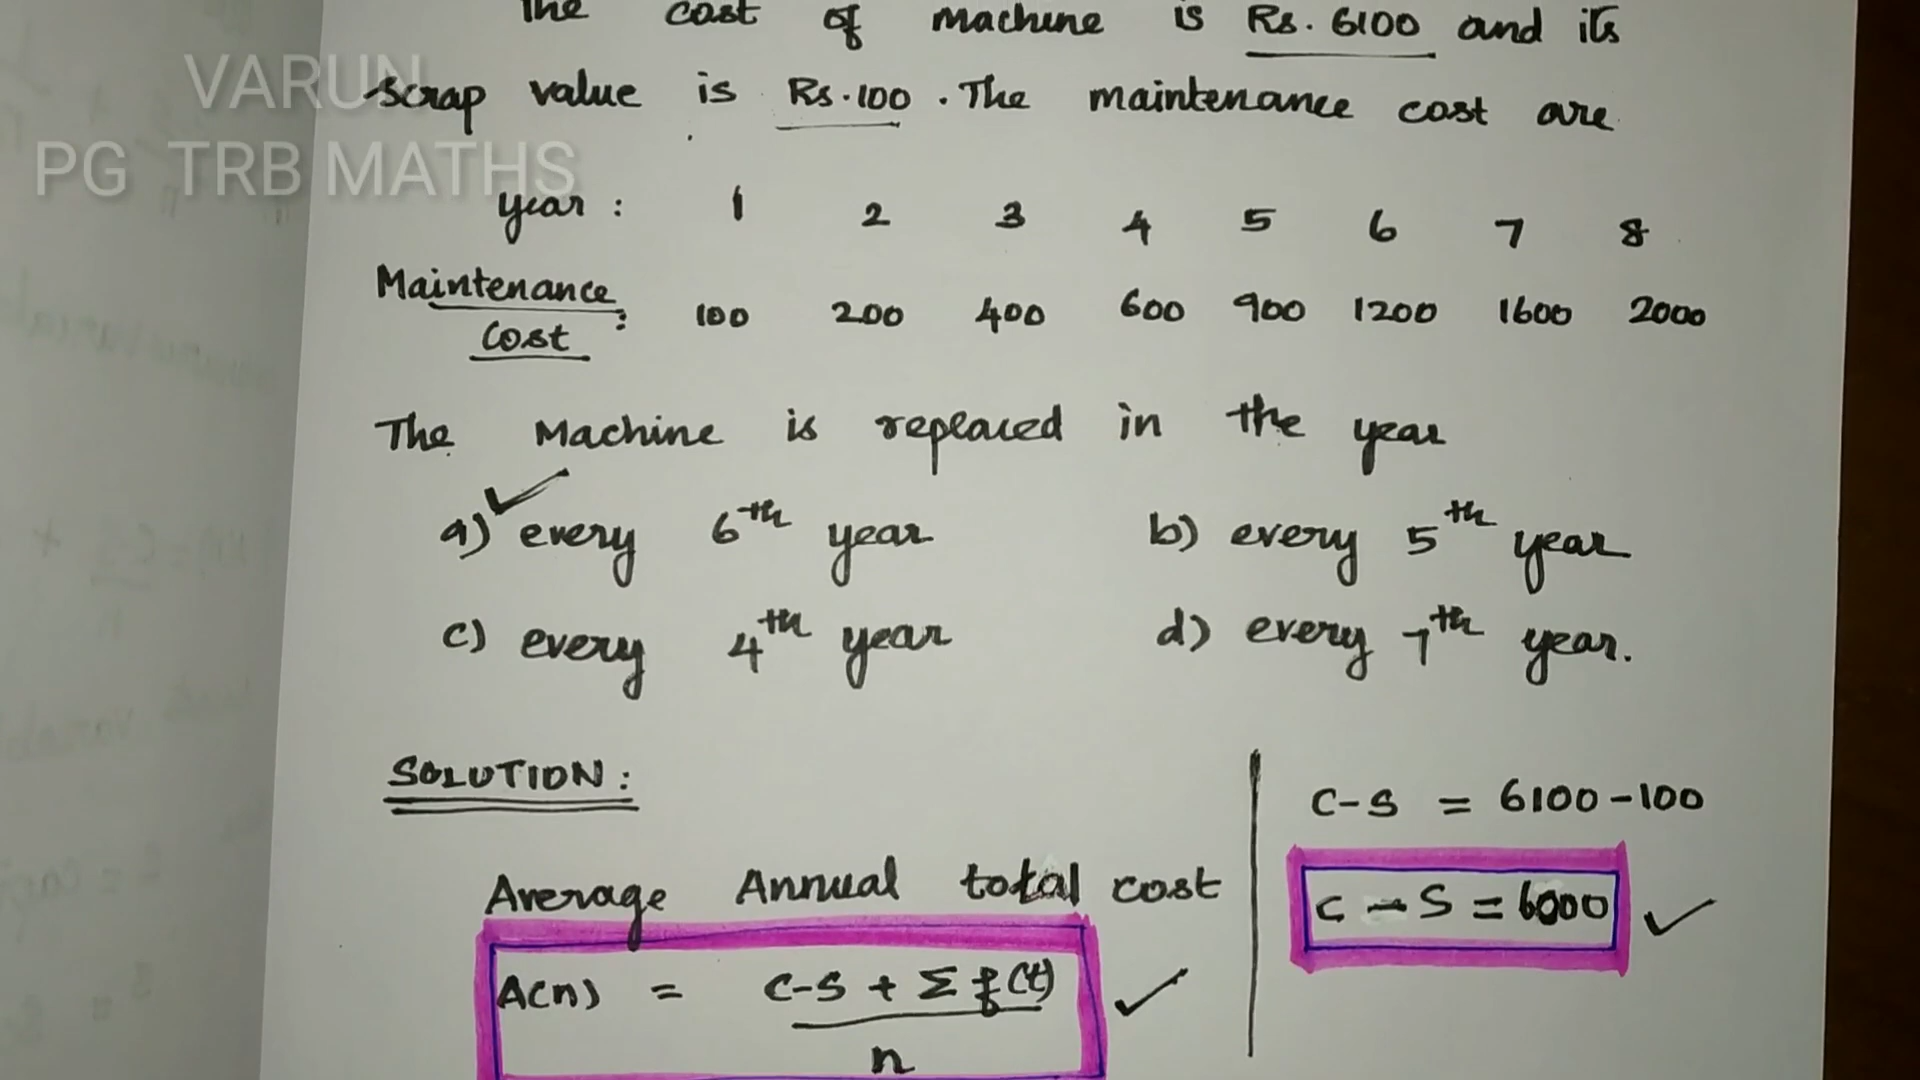 The cost of machine is Rs. 6100 and its
scrap value is Rs.100. The maintenance cost are
VARUN
PG TRB MATHS
year: 1 2 3 4 5 6 7 8
Maintenance
cost : 100 200 400 600 900 1200 1600 2000
The Machine is replaced in the year
a) every 6th year b) every 5th year
c) every 4th year d) every 7th year.
SOLUTION:
Average Annual total cost
A(n) = C-S + Σ f(t)
n
C-S = 6100-100
C-S = 6000